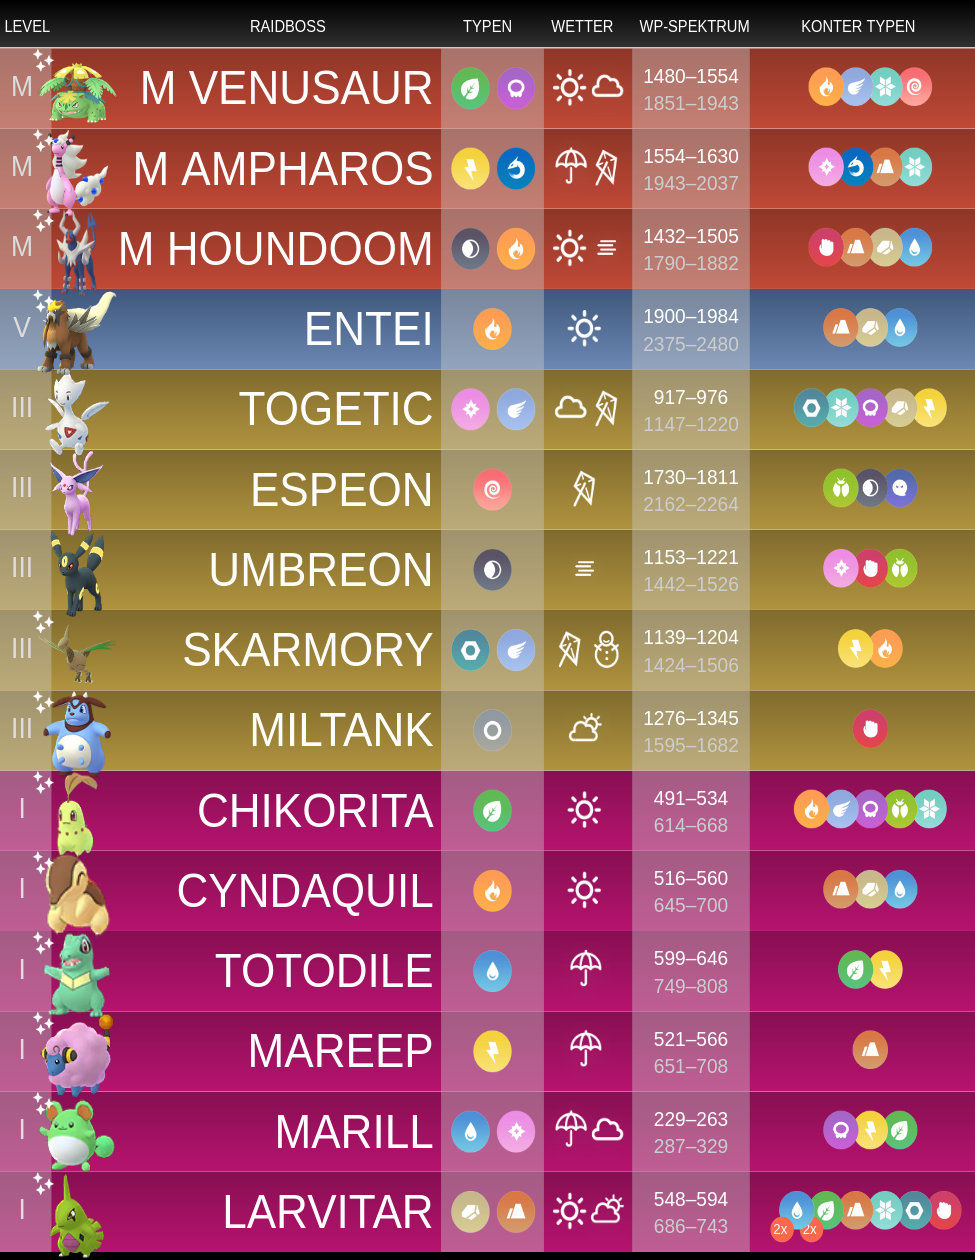 LEVEL RAIDBOSS TYPEN WETTER WP-SPEKTRUM KONTER TYPEN
M M VENUSAUR 1480–1554
1851–1943
M M AMPHAROS 1554–1630
1943–2037
M M HOUNDOOM 1432–1505
1790–1882
V ENTEI 1900–1984
2375–2480
III TOGETIC 917–976
1147–1220
III ESPEON 1730–1811
2162–2264
III UMBREON 1153–1221
1442–1526
III SKARMORY 1139–1204
1424–1506
III MILTANK 1276–1345
1595–1682
I CHIKORITA 491–534
614–668
I CYNDAQUIL 516–560
645–700
I TOTODILE 599–646
749–808
I MAREEP 521–566
651–708
I MARILL 229–263
287–329
I LARVITAR 548–594
686–743 2x 2x